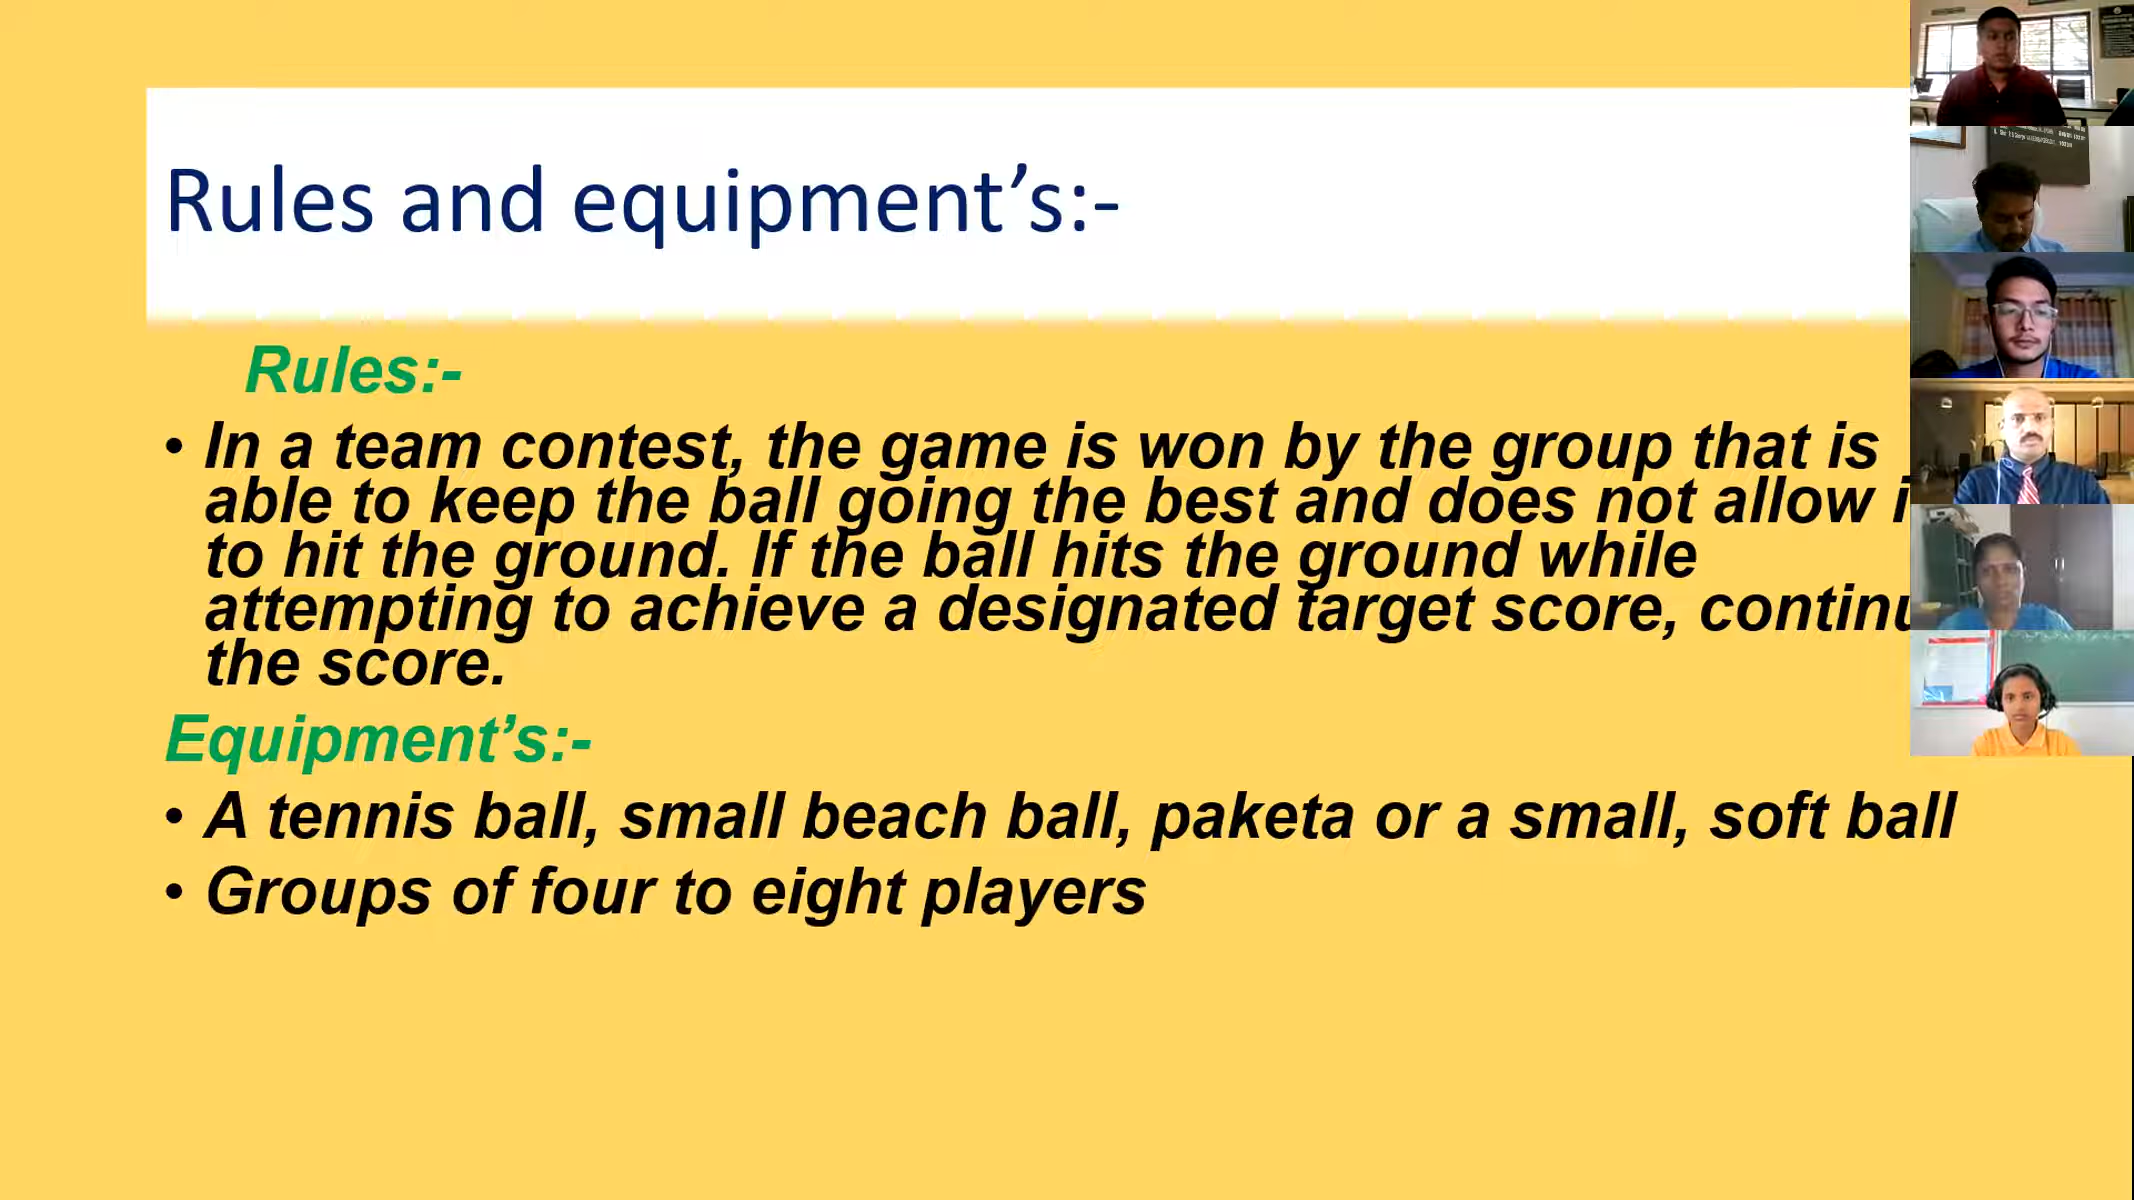 Rules and equipment’s:-
Rules:-
• In a team contest, the game is won by the group that is
able to keep the ball going the best and does not allow
to hit the ground. If the ball hits the ground while
attempting to achieve a designated target score,
the score.
Equipment’s:-
• A tennis ball, small beach ball, paketa or a small, soft ball
• Groups of four to eight players